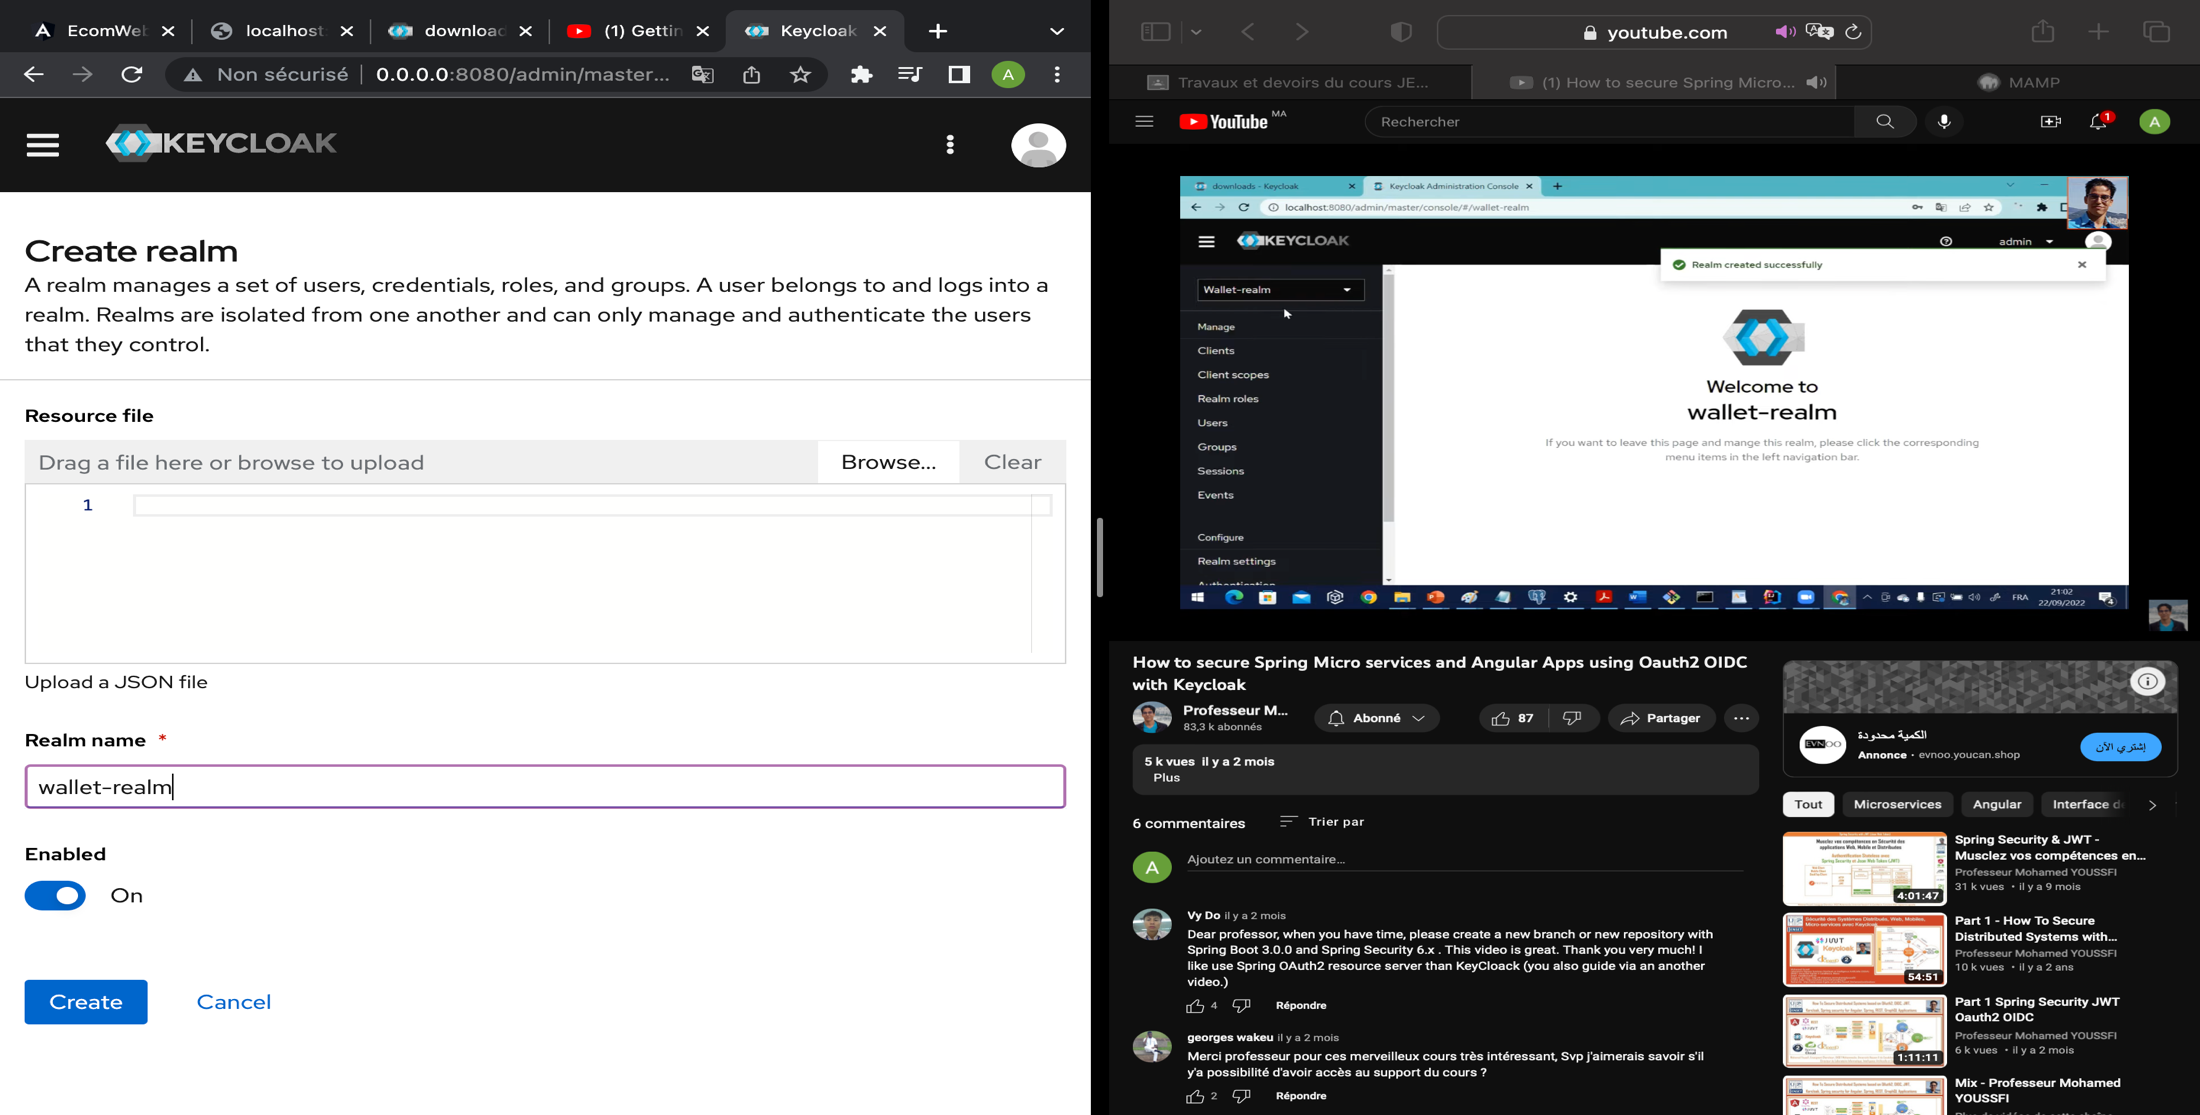 EcomWeb
localhost:
download
(1) Gettin
Keycloak
Non sécurisé
0.0.0.0:8080/admin/master...
A
KEYCLOAK
Create realm
A realm manages a set of users, credentials, roles, and groups. A user belongs to and logs into a
realm. Realms are isolated from one another and can only manage and authenticate the users
that they control.
Resource file
Drag a file here or browse to upload
Browse...
Clear
1
Upload a JSON file
Realm name *
wallet-realm
Enabled
On
Create
Cancel
youtube.com
Travaux et devoirs du cours JE...
(1) How to secure Spring Micro...
MAMP
YouTube MA
Rechercher
1
A
downloads - Keycloak
Keycloak Administration Console
localhost:8080/admin/master/console/#/wallet-realm
KEYCLOAK
admin
Realm created successfully
Wallet-realm
Manage
Clients
Client scopes
Realm roles
Users
Groups
Sessions
Events
Configure
Realm settings
Authentication
Welcome to
wallet-realm
If you want to leave this page and mange this realm, please click the corresponding
menu items in the left navigation bar.
FRA
21:02
22/09/2022
4
How to secure Spring Micro services and Angular Apps using Oauth2 OIDC
with Keycloak
Professeur M...
83,3 k abonnés
Abonné
87
Partager
5 k vues il y a 2 mois
Plus
6 commentaires
Trier par
A
Ajoutez un commentaire...
Vy Do il y a 2 mois
Dear professor, when you have time, please create a new branch or new repository with
Spring Boot 3.0.0 and Spring Security 6.x . This video is great. Thank you very much! I
like use Spring OAuth2 resource server than KeyCloack (you also guide via an another
video.)
4
Répondre
georges wakeu il y a 2 mois
Merci professeur pour ces merveilleux cours très intéressant, Svp j'aimerais savoir s'il
y'a possibilité d'avoir accès au support du cours ?
2
Répondre
EVNOO
الكمية محدودة
Annonce • evnoo.youcan.shop
إشتري الآن
Tout
Microservices
Angular
Interface d
Spring Security & JWT -
Musclez vos compétences en...
Professeur Mohamed YOUSSFI
31 k vues • il y a 9 mois
4:01:47
Part 1 - How To Secure
Distributed Systems with...
Professeur Mohamed YOUSSFI
10 k vues • il y a 2 ans
54:51
Part 1 Spring Security JWT
Oauth2 OIDC
Professeur Mohamed YOUSSFI
6 k vues • il y a 2 mois
1:11:11
Mix - Professeur Mohamed
YOUSSFI